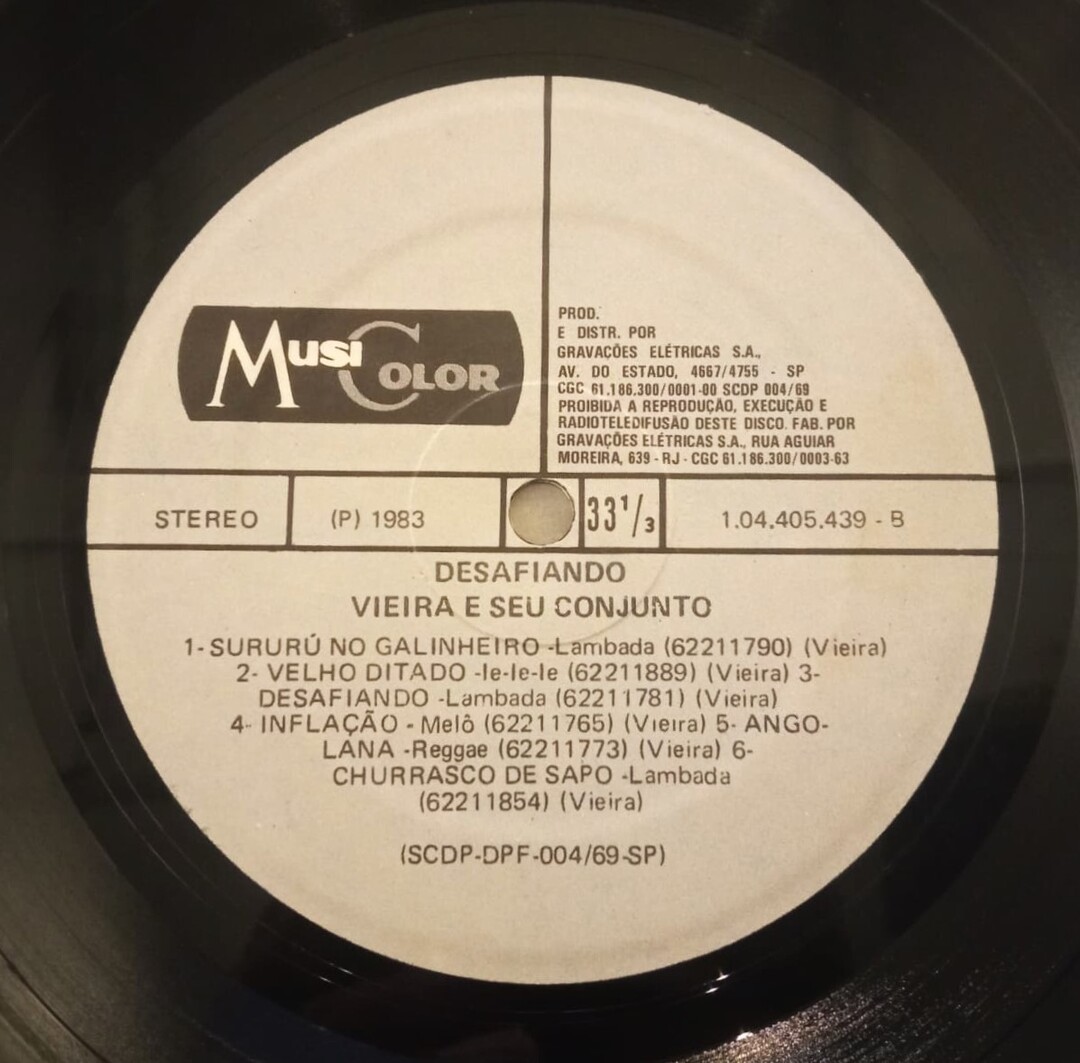 MUSICOLOR
PROD.
E DISTR. POR
GRAVAÇÕES ELÉTRICAS S.A.,
AV. DO ESTADO, 4667/4755 - SP
CGC 61.186.300/0001-00 SCDP 004/69
PROIBIDA A REPRODUÇÃO, EXECUÇÃO E
RADIOTELEDIFUSÃO DESTE DISCO. FAB. POR
GRAVAÇÕES ELÉTRICAS S.A., RUA AGUIAR
MOREIRA, 639 - RJ - CGC 61.186.300/0003-63
STEREO (P) 1983 33 1/3 1.04.405.439 - B
DESAFIANDO
VIEIRA E SEU CONJUNTO
1- SURURÚ NO GALINHEIRO -Lambada (62211790) (Vieira)
2- VELHO DITADO -Ie-Ie-Ie (62211889) (Vieira) 3-
DESAFIANDO -Lambada (62211781) (Vieira)
4- INFLAÇÃO - Melô (62211765) (Vieira) 5- ANGO-
LANA -Reggae (62211773) (Vieira) 6-
CHURRASCO DE SAPO -Lambada
(62211854) (Vieira)
(SCDP-DPF-004/69-SP)